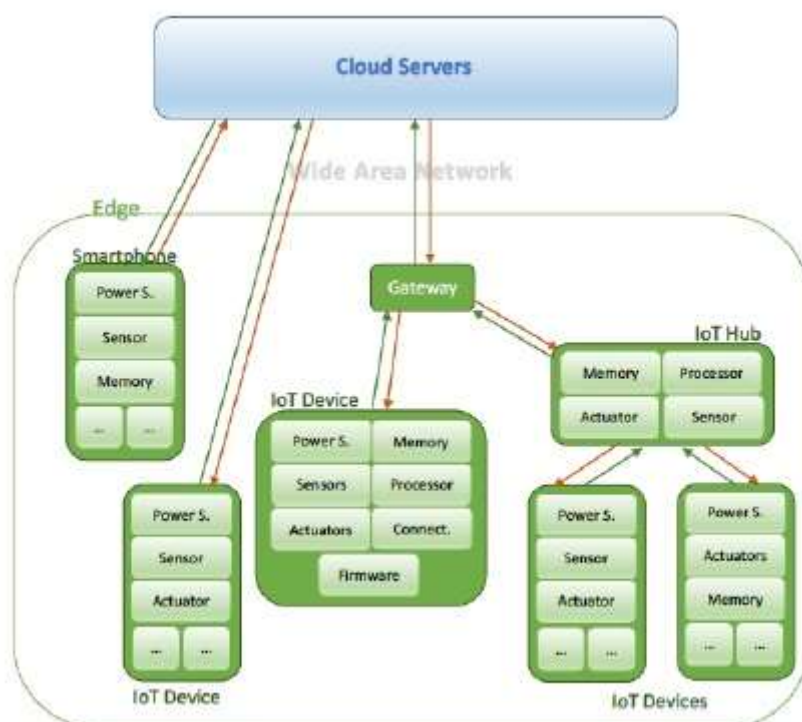 Cloud Servers
Wide Area Network
Edge
Smartphone
Power S.
Sensor
Memory
... ...
Gateway
IoT Hub
Memory Processor
Actuator Sensor
IoT Device
Power S. Memory
Sensors Processor
Actuators Connect.
Firmware
Power S.
Sensor
Actuator
... ...
IoT Device
Power S.
Sensor
Actuator
... ...
Power S.
Actuators
Memory
... ...
IoT Devices